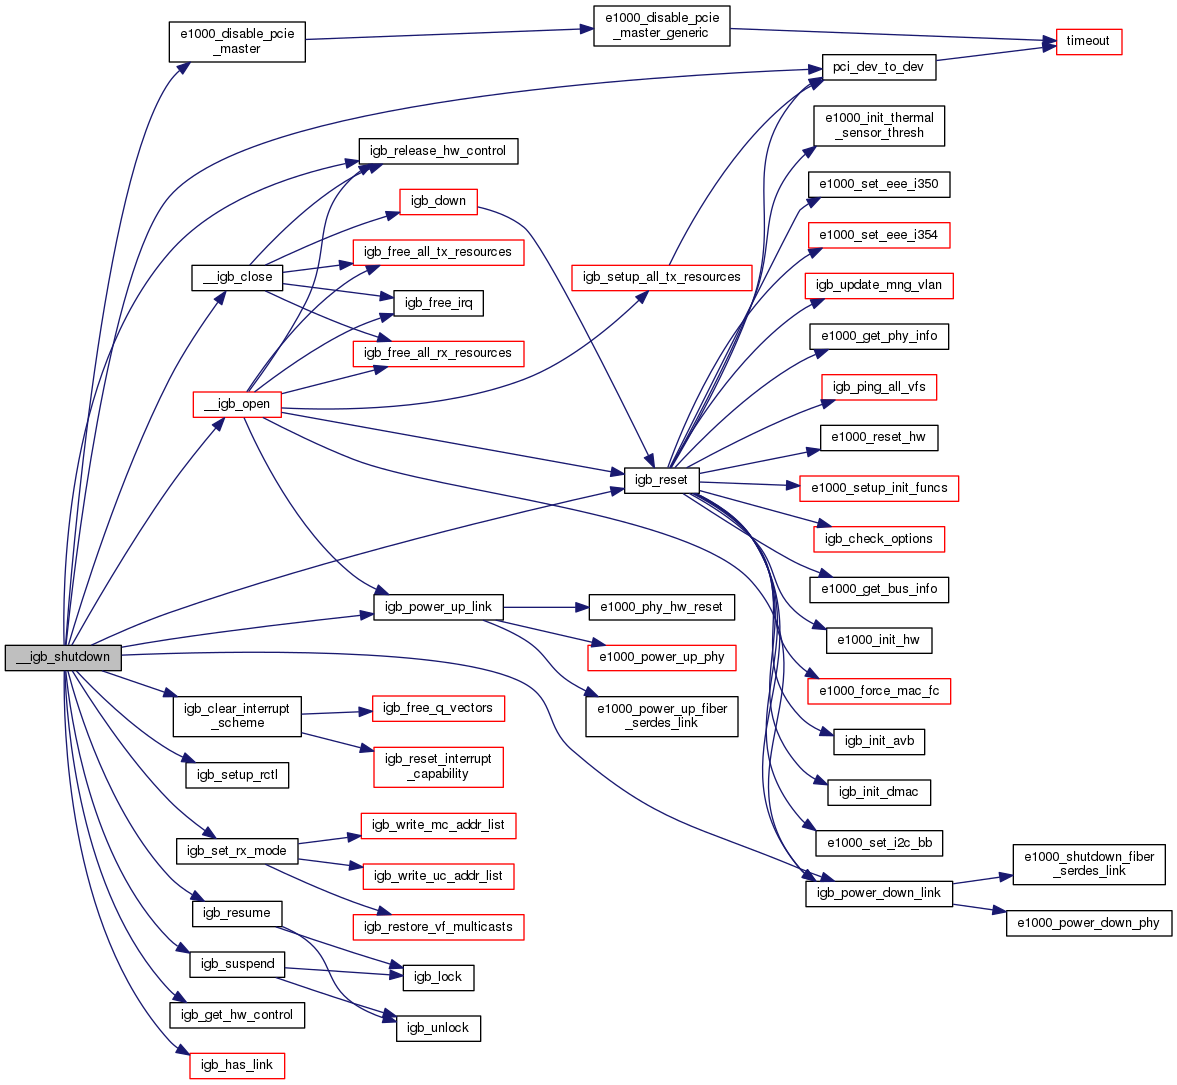 e1000_disable_pcie
_master
e1000_disable_pcie
_master_generic
timeout
pci_dev_to_dev
e1000_init_thermal
_sensor_thresh
igb_release_hw_control
e1000_set_eee_i350
igb_down
e1000_set_eee_i354
igb_free_all_tx_resources
__igb_close
igb_setup_all_tx_resources
igb_update_mng_vlan
igb_free_irq
e1000_get_phy_info
igb_free_all_rx_resources
igb_ping_all_vfs
__igb_open
e1000_reset_hw
igb_reset
e1000_setup_init_funcs
igb_check_options
e1000_get_bus_info
igb_power_up_link
e1000_phy_hw_reset
e1000_init_hw
__igb_shutdown
e1000_power_up_phy
e1000_force_mac_fc
igb_clear_interrupt
_scheme
igb_free_q_vectors
e1000_power_up_fiber
_serdes_link
igb_init_avb
igb_reset_interrupt
_capability
igb_setup_rctl
igb_init_dmac
igb_write_mc_addr_list
e1000_set_i2c_bb
igb_set_rx_mode
e1000_shutdown_fiber
_serdes_link
igb_write_uc_addr_list
igb_power_down_link
igb_resume
igb_restore_vf_multicasts
e1000_power_down_phy
igb_suspend
igb_lock
igb_get_hw_control
igb_unlock
igb_has_link